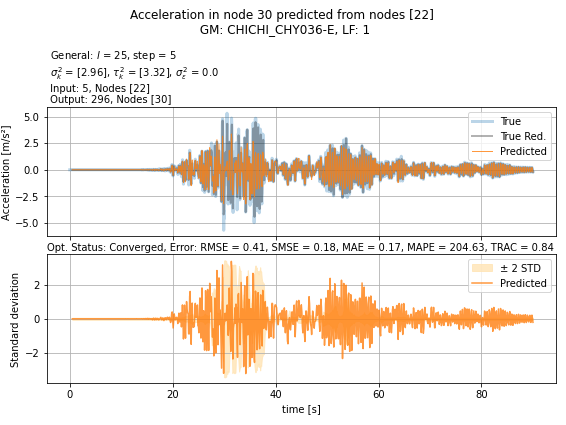 Acceleration in node 30 predicted from nodes [22]
GM: CHICHI_CHY036-E, LF: 1
General: l = 25, step = 5
σ²ₖ = [2.96], τ²ₖ = [3.32], σ²ε = 0.0
Input: 5, Nodes [22]
Output: 296, Nodes [30]
Acceleration [m/s²]
5.0
2.5
0.0
−2.5
−5.0
True
True Red.
Predicted
Opt. Status: Converged, Error: RMSE = 0.41, SMSE = 0.18, MAE = 0.17, MAPE = 204.63, TRAC = 0.84
Standard deviation
2
0
−2
± 2 STD
Predicted
0 20 40 60 80
time [s]